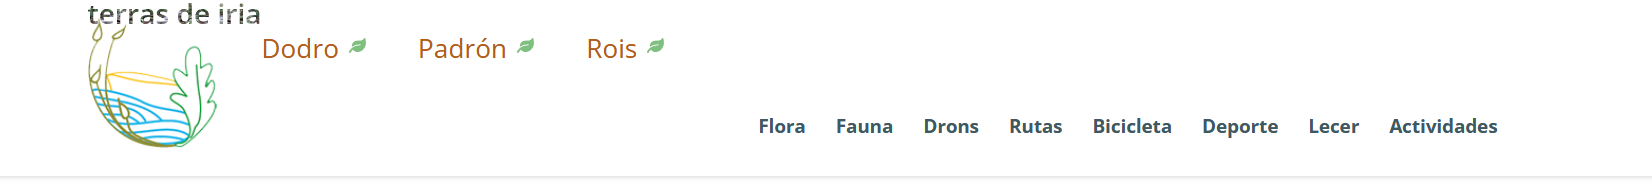 terras de iria
Dodro Padrón Rois
Flora Fauna Drons Rutas Bicicleta Deporte Lecer Actividades